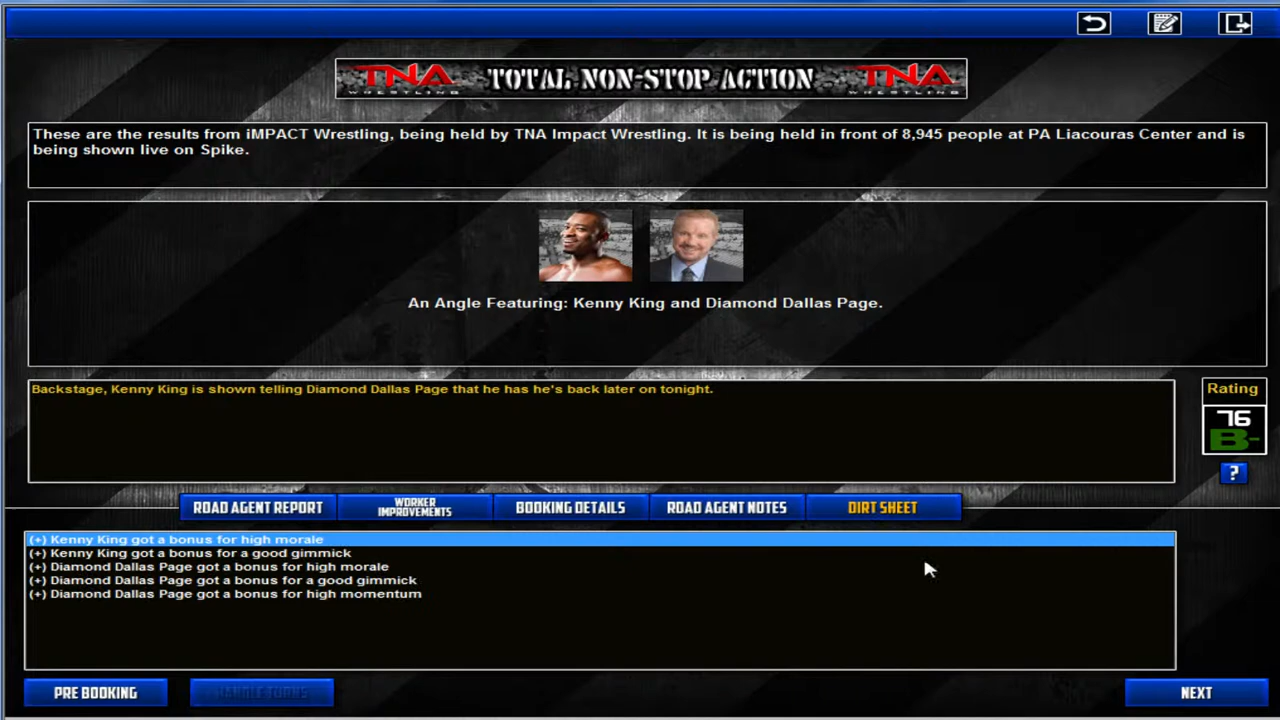 TNA WRESTLING TOTAL NON-STOP ACTION TNA WRESTLING
These are the results from iMPACT Wrestling, being held by TNA Impact Wrestling. It is being held in front of 8,945 people at PA Liacouras Center and is
being shown live on Spike.
An Angle Featuring: Kenny King and Diamond Dallas Page.
Backstage, Kenny King is shown telling Diamond Dallas Page that he has he's back later on tonight.
Rating
76
B-
?
ROAD AGENT REPORT WORKER IMPROVEMENTS BOOKING DETAILS ROAD AGENT NOTES DIRT SHEET
(+) Kenny King got a bonus for high morale
(+) Kenny King got a bonus for a good gimmick
(+) Diamond Dallas Page got a bonus for high morale
(+) Diamond Dallas Page got a bonus for a good gimmick
(+) Diamond Dallas Page got a bonus for high momentum
PRE BOOKING NEXT